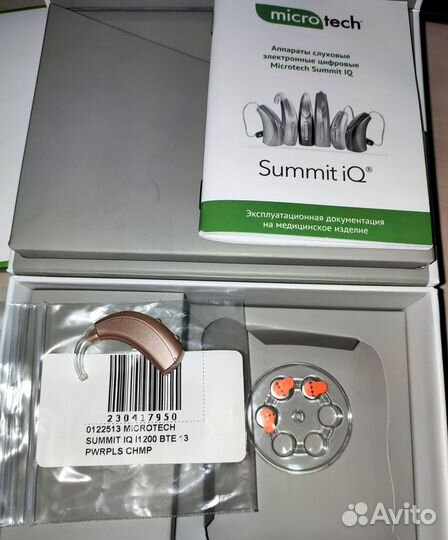 microtech
Аппараты слуховые
электронные цифровые
Microtech Summit IQ
Summit iQ®
Эксплуатационная документация
на медицинское изделие
230417950
0122513 MICROTECH
SUMMIT IQ I1200 BTE 13
PWRPLS CHMP
Avito